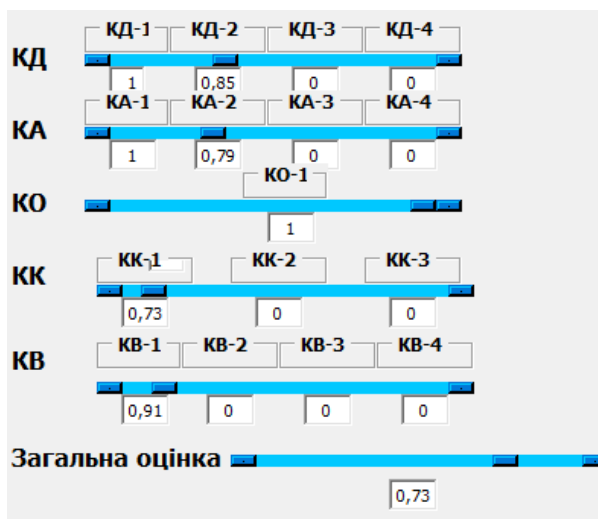 КД-1 КД-2 КД-3 КД-4
КД
1 0,85 0 0
КА-1 КА-2 КА-3 КА-4
КА
1 0,79 0 0
КО-1
КО
1
КК-1 КК-2 КК-3
КК
0,73 0 0
КВ-1 КВ-2 КВ-3 КВ-4
КВ
0,91 0 0 0
Загальна оцінка
0,73